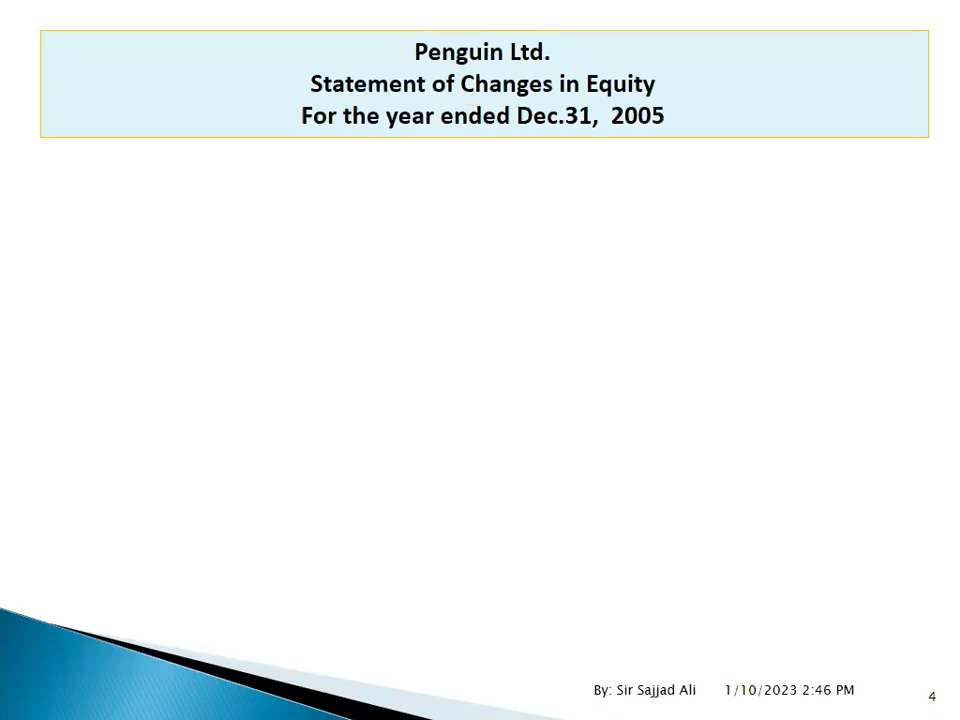 Penguin Ltd.
Statement of Changes in Equity
For the year ended Dec.31,  2005
By: Sir Sajjad Ali 1/10/2023 2:46 PM
4